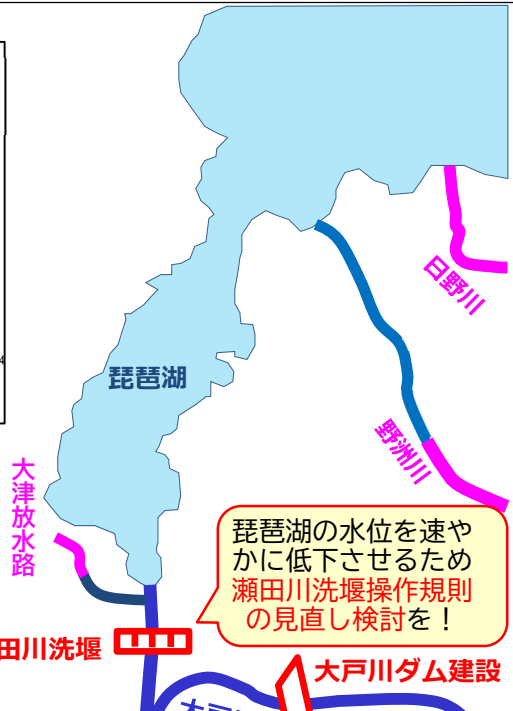 日野川
琵琶湖
野洲川
大津放水路
琵琶湖の水位を速や
かに低下させるため
瀬田川洗堰操作規則
の見直し検討を！
田川洗堰
大戸川ダム建設
大戸